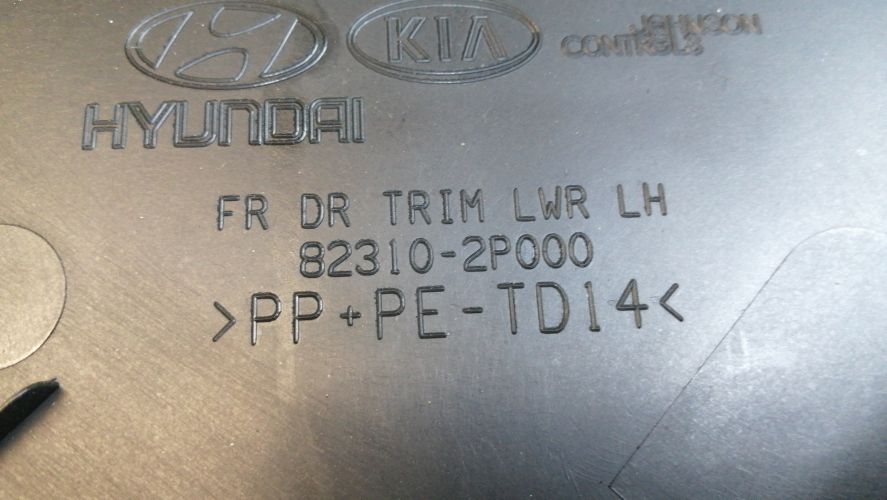 KIA
JOHNSON
CONTROLS
HYUNDAI
FR DR TRIM LWR LH
82310-2P000
>PP+PE-TD14<